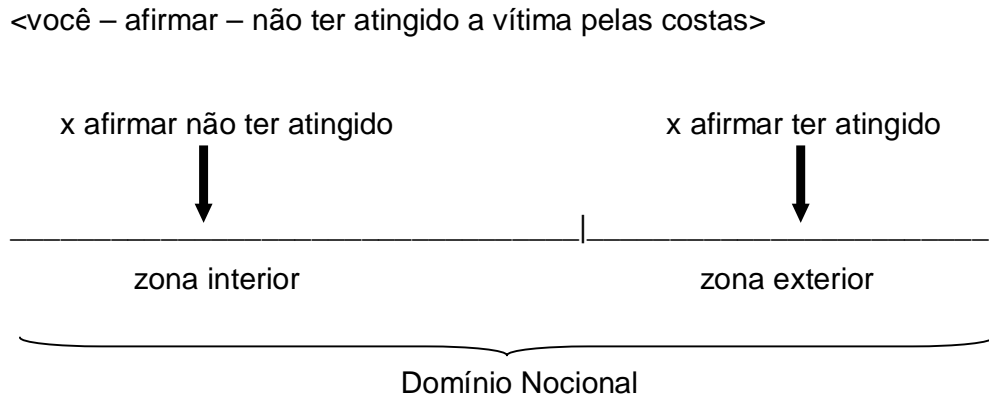 <você – afirmar – não ter atingido a vítima pelas costas>
x afirmar não ter atingido x afirmar ter atingido
zona interior zona exterior
Domínio Nocional